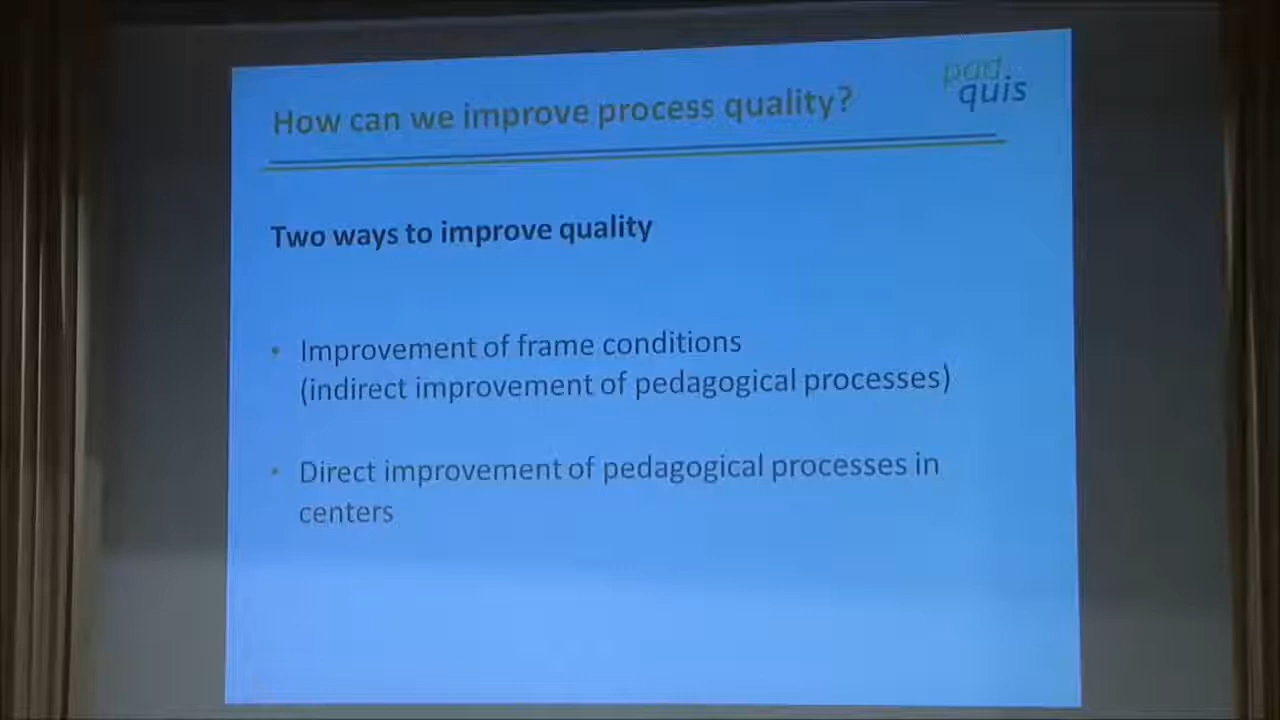 How can we improve process quality?
päd
quis
Two ways to improve quality
• Improvement of frame conditions
(indirect improvement of pedagogical processes)
• Direct improvement of pedagogical processes in
centers